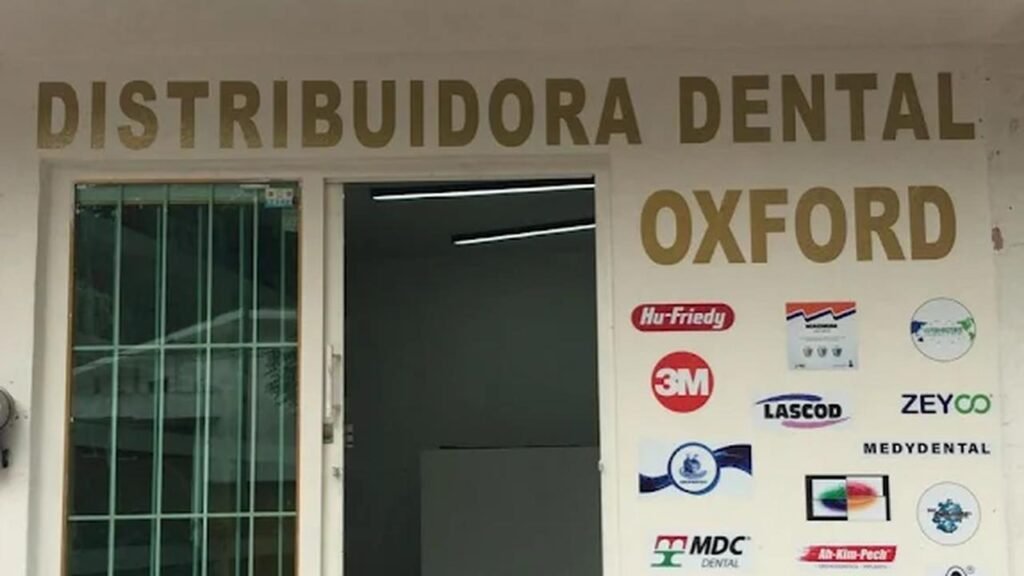 DISTRIBUIDORA DENTAL
OXFORD
Hu-Friedy
3M
LASCOD
ZEYCO
MEDYDENTAL
MDC
DENTAL
Ah-Kim-Pech